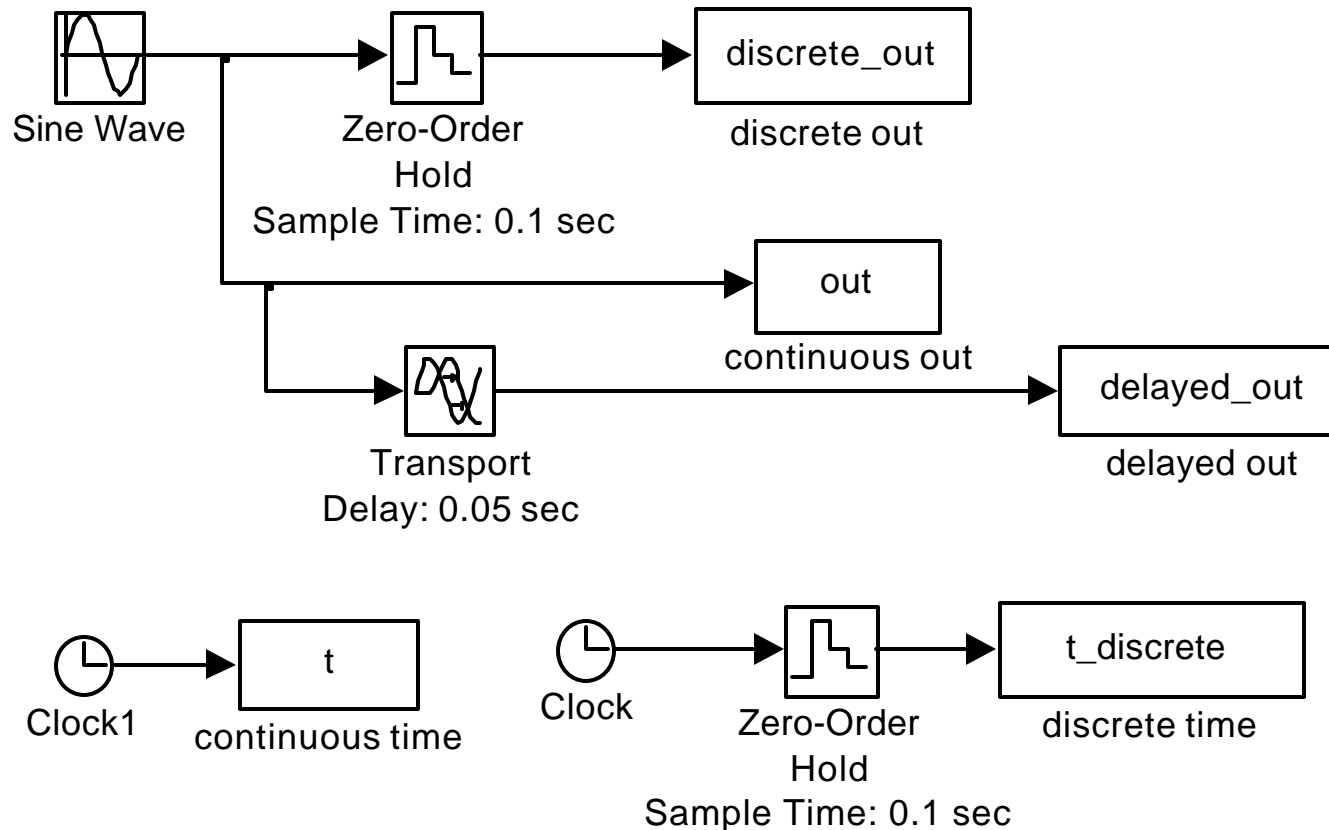 discrete_out
Sine Wave
Zero-Order
Hold
Sample Time: 0.1 sec
discrete out
out
continuous out
Transport
Delay: 0.05 sec
delayed_out
delayed out
Clock1
t
continuous time
Clock
Zero-Order
Hold
Sample Time: 0.1 sec
t_discrete
discrete time